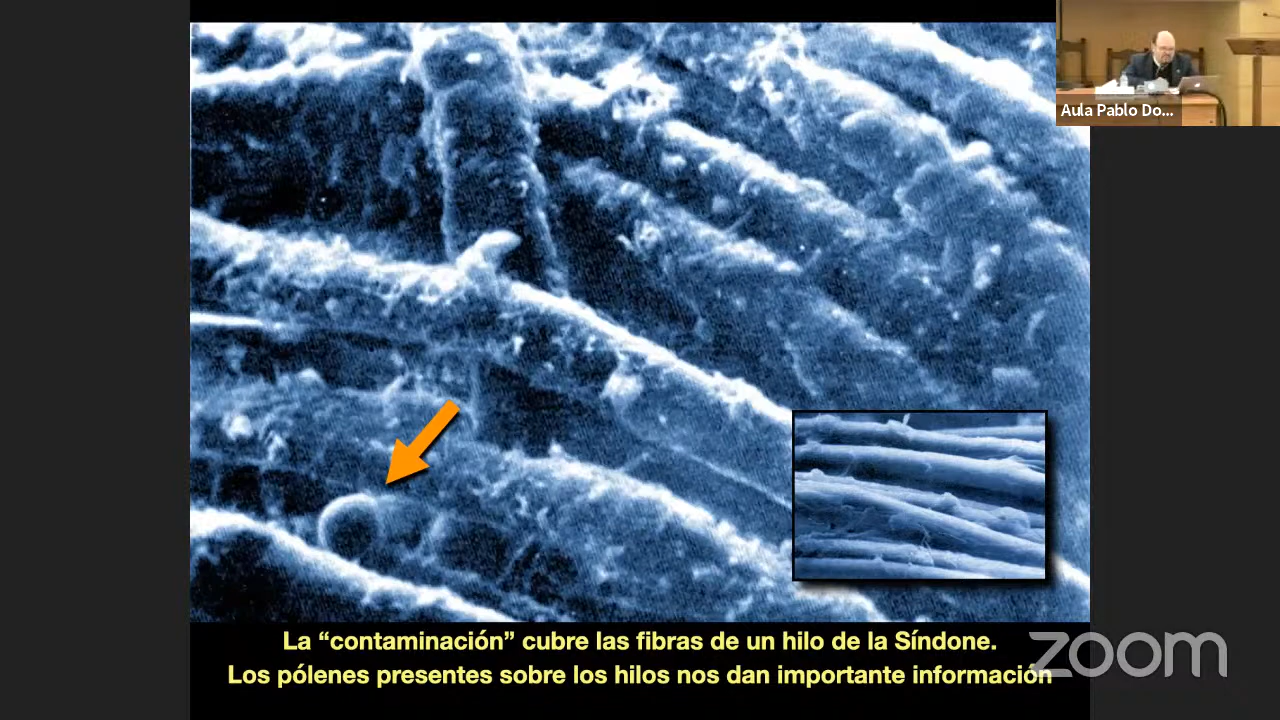 Aula Pablo Do...
La “contaminación” cubre las fibras de un hilo de la Síndone.
Los pólenes presentes sobre los hilos nos dan importante información
zoom